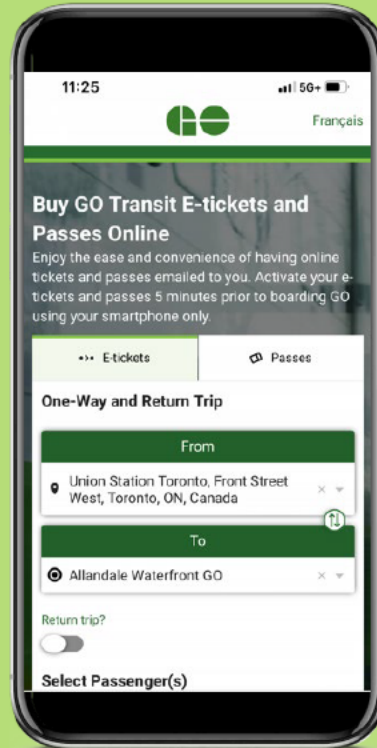 11:25 5G+
GO
Français
Buy GO Transit E-tickets and
Passes Online
Enjoy the ease and convenience of having online
tickets and passes emailed to you. Activate your e-
tickets and passes 5 minutes prior to boarding GO
using your smartphone only.
E-tickets Passes
One-Way and Return Trip
From
Union Station Toronto, Front Street
West, Toronto, ON, Canada
To
Allandale Waterfront GO
Return trip?
Select Passenger(s)